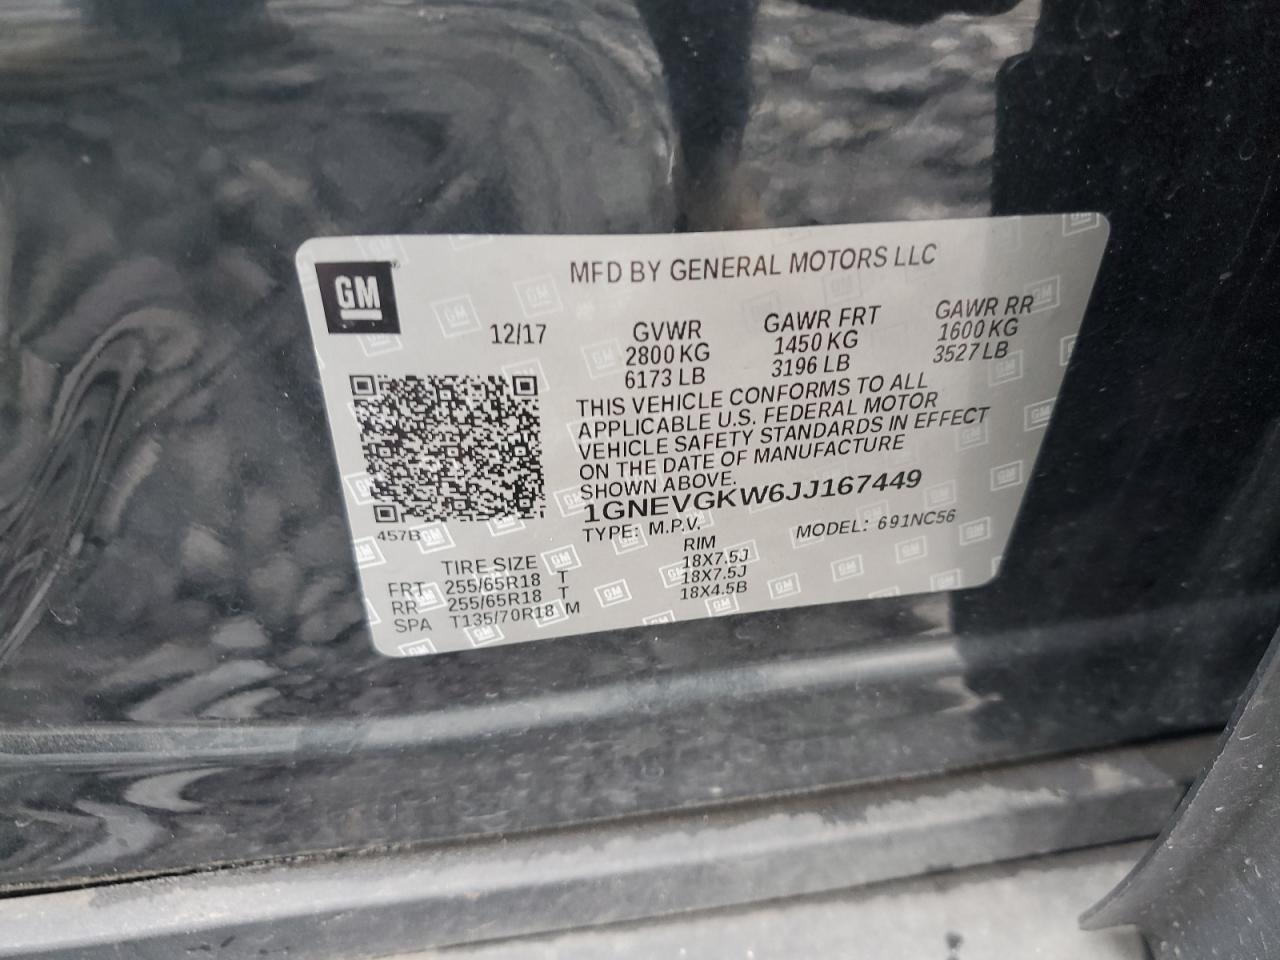 GM
MFD BY GENERAL MOTORS LLC
12/17
GVWR
2800 KG
6173 LB
GAWR FRT
1450 KG
3196 LB
GAWR RR
1600 KG
3527 LB
THIS VEHICLE CONFORMS TO ALL
APPLICABLE U.S. FEDERAL MOTOR
VEHICLE SAFETY STANDARDS IN EFFECT
ON THE DATE OF MANUFACTURE
SHOWN ABOVE.
1GNEVGKW6JJ167449
TYPE: M.P.V.
MODEL: 691NC56
457B
TIRE SIZE RIM
FRT 255/65R18 T 18X7.5J
RR 255/65R18 T 18X7.5J
SPA T135/70R18 M 18X4.5B